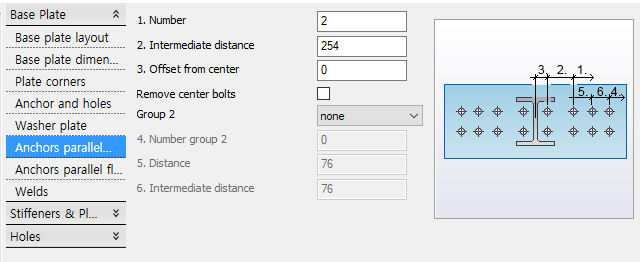 Base Plate
Base plate layout
Base plate dimen...
Plate corners
Anchor and holes
Washer plate
Anchors parallel...
Anchors parallel fl...
Welds
Stiffeners & Pl...
Holes
1. Number 2
2. Intermediate distance 254
3. Offset from center 0
Remove center bolts
Group 2 none
4. Number group 2 0
5. Distance 76
6. Intermediate distance 76
3. 2. 1.
5. 6. 4.